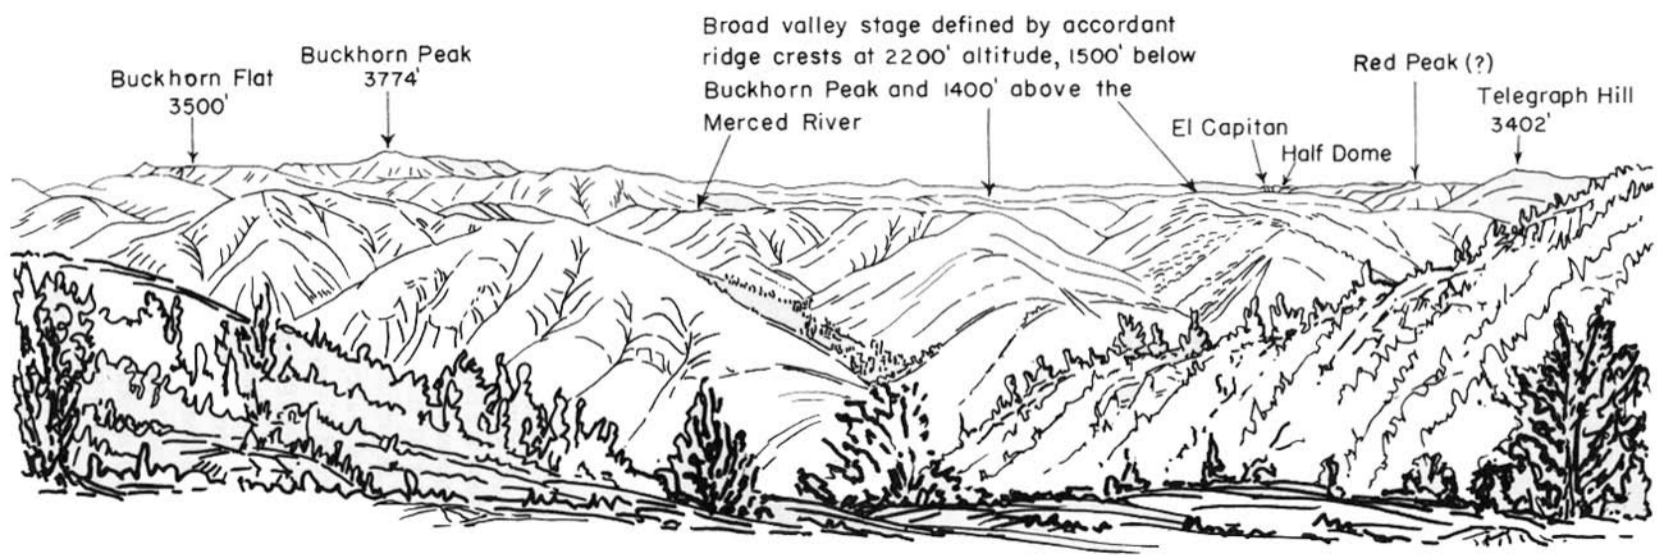 Buckhorn Flat
3500'
Buckhorn Peak
3774'
Broad valley stage defined by accordant
ridge crests at 2200' altitude, 1500' below
Buckhorn Peak and 1400' above the
Merced River
El Capitan
Half Dome
Red Peak (?)
Telegraph Hill
3402'